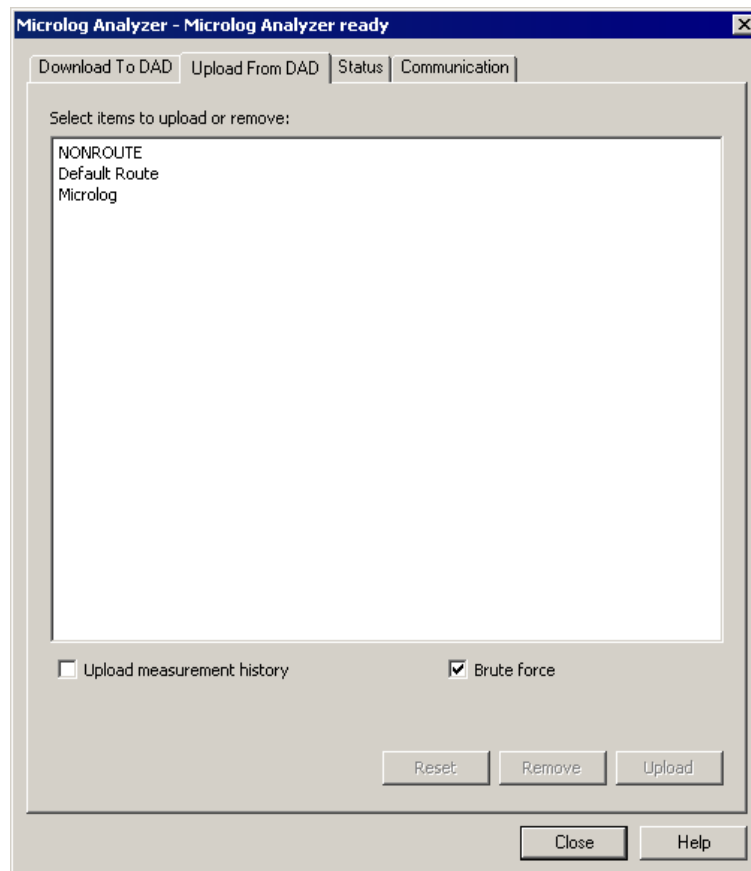 Microlog Analyzer - Microlog Analyzer ready
Download To DAD Upload From DAD Status Communication
Select items to upload or remove:
NONROUTE
Default Route
Microlog
Upload measurement history Brute force
Reset Remove Upload
Close Help